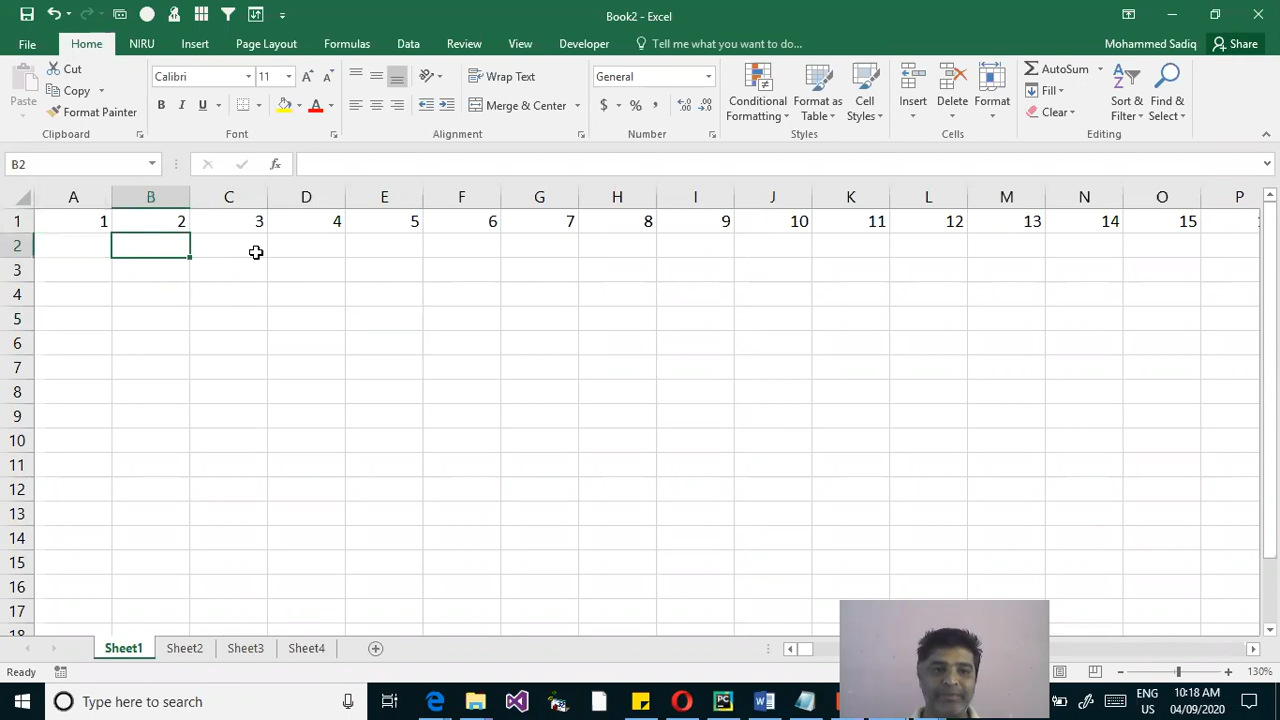 Book2 - Excel
File Home NIRU Insert Page Layout Formulas Data Review View Developer Tell me what you want to do... Mohammed Sadiq Share
Paste
Cut
Copy
Format Painter
Clipboard
Calibri 11
B I U
Font
Wrap Text
Merge & Center
Alignment
General
$ % ,
Number
Conditional Formatting
Format as Table
Cell Styles
Styles
Insert
Delete
Format
Cells
AutoSum
Fill
Clear
Sort & Filter
Find & Select
Editing
B2 fx
A B C D E F G H I J K L M N O P
1 1 2 3 4 5 6 7 8 9 10 11 12 13 14 15
2
3
4
5
6
7
8
9
10
11
12
13
14
15
16
17
18
Sheet1 Sheet2 Sheet3 Sheet4
Ready 130%
Type here to search
ENG
US
10:18 AM
04/09/2020